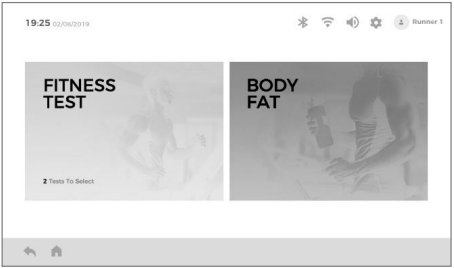 19:25 02/08/2019
Runner 1
FITNESS
TEST
2 Tests To Select
BODY
FAT